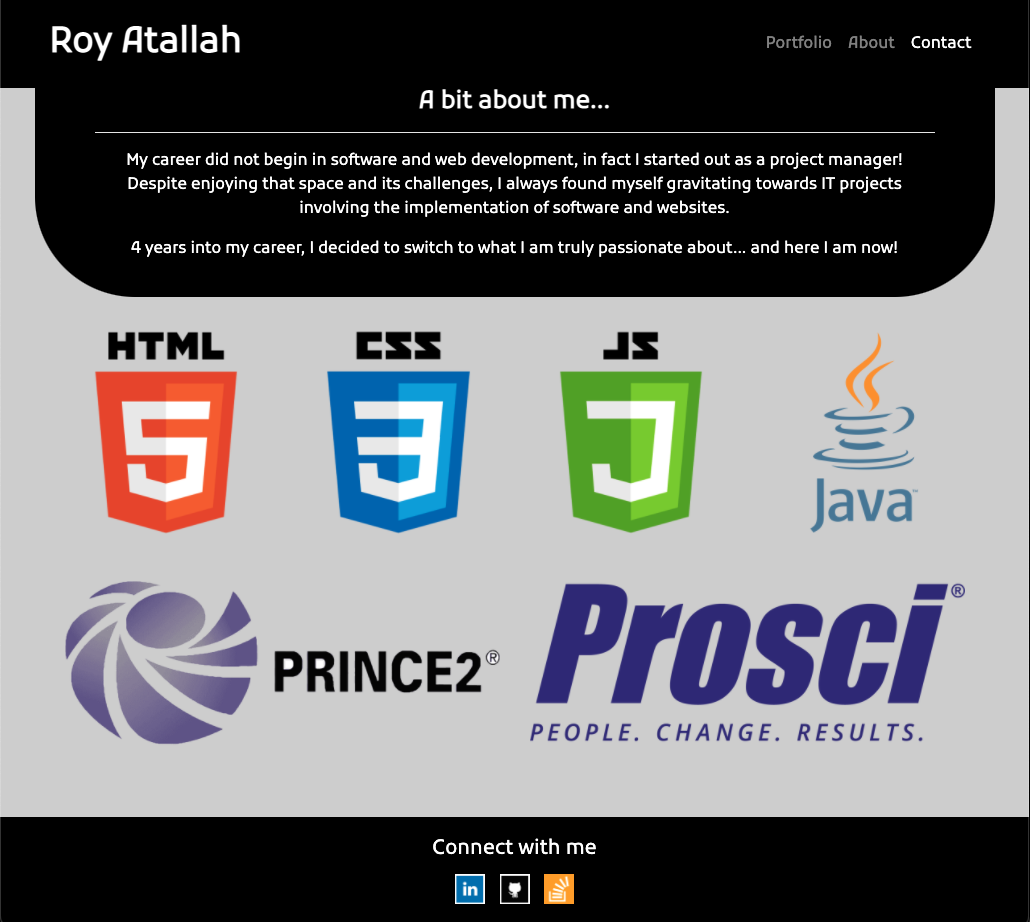 Roy Atallah
Portfolio About Contact
A bit about me...
My career did not begin in software and web development, in fact I started out as a project manager!
Despite enjoying that space and its challenges, I always found myself gravitating towards IT projects
involving the implementation of software and websites.
4 years into my career, I decided to switch to what I am truly passionate about... and here I am now!
HTML
CSS
JS
5
3
J
Java™
PRINCE2®
Prosci®
PEOPLE. CHANGE. RESULTS.
Connect with me
in